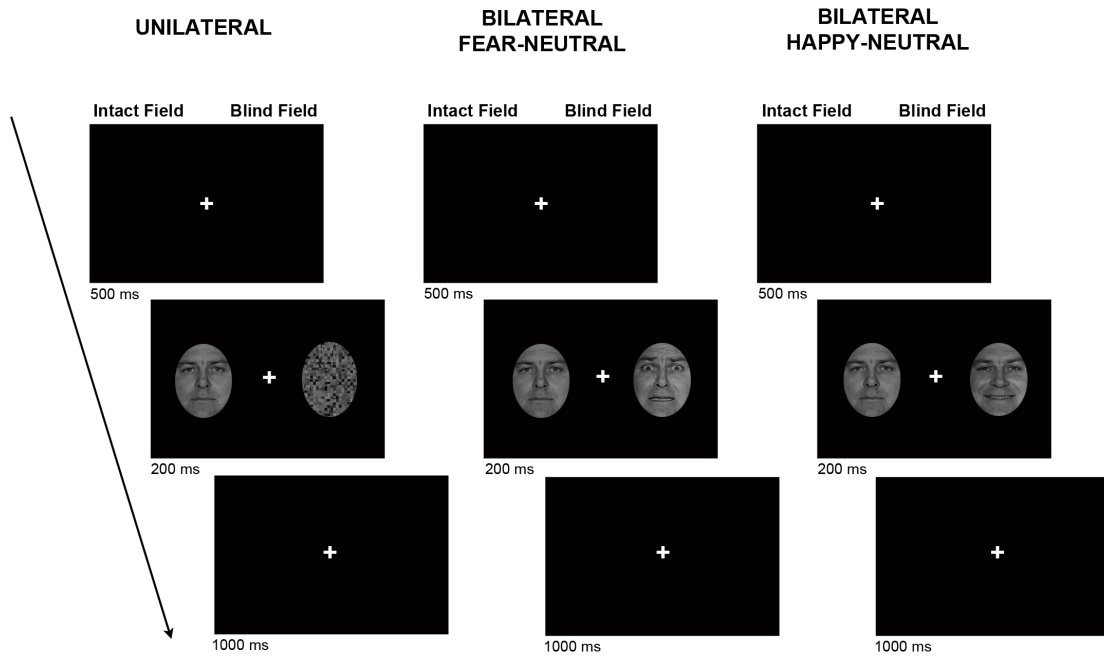 UNILATERAL
BILATERAL
FEAR-NEUTRAL
BILATERAL
HAPPY-NEUTRAL
Intact Field Blind Field
Intact Field Blind Field
Intact Field Blind Field
500 ms
500 ms
500 ms
200 ms
200 ms
200 ms
1000 ms
1000 ms
1000 ms